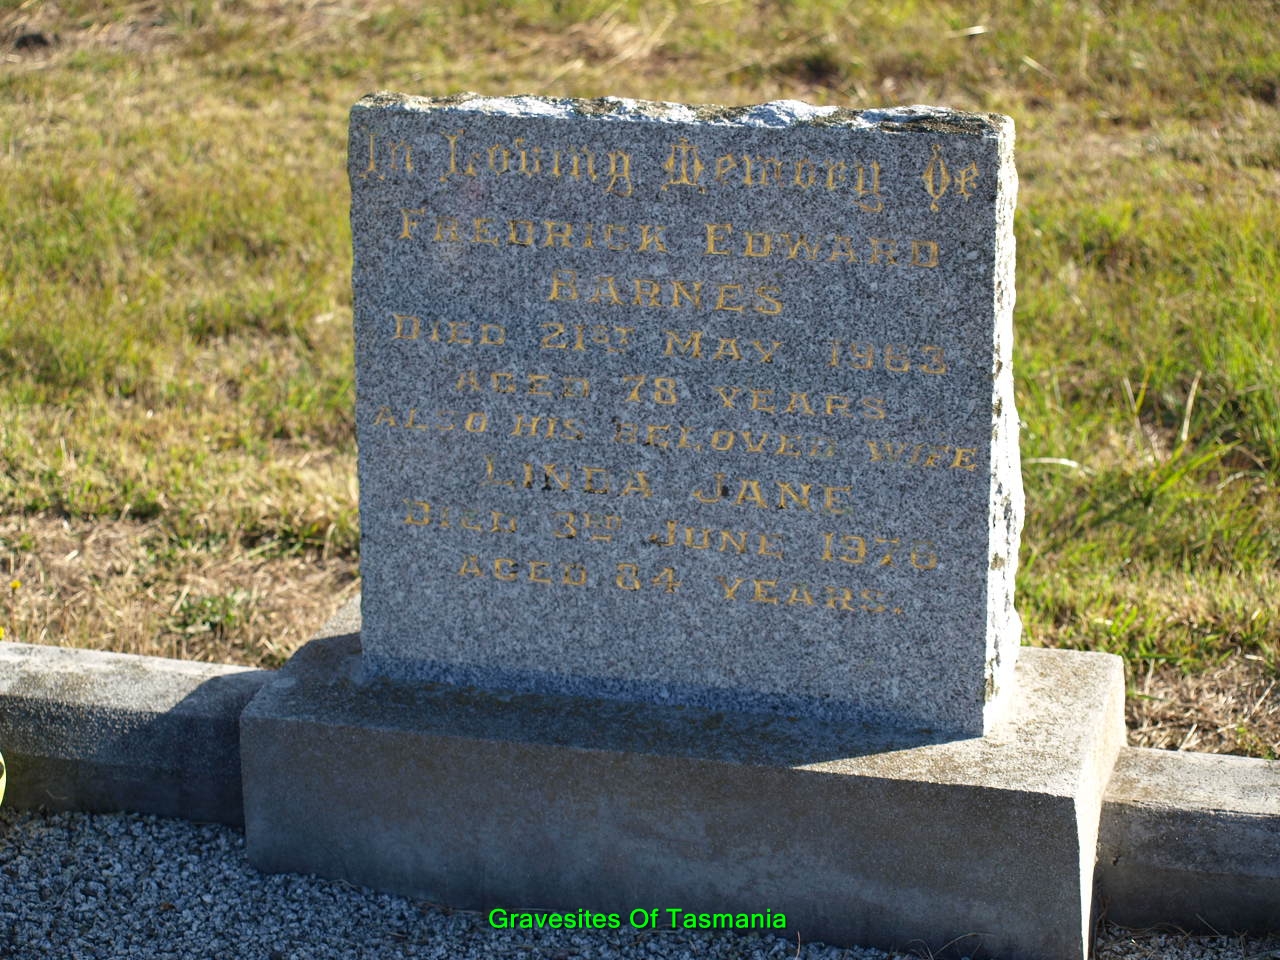 In Loving Memory Of
FREDRICK EDWARD
BARNES
DIED 21ST MAY 1963
AGED 78 YEARS
ALSO HIS BELOVED WIFE
LINDA JANE
DIED 3RD JUNE 1976
AGED 84 YEARS.
Gravesites Of Tasmania